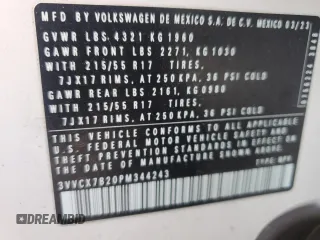 MFD BY VOLKSWAGEN DE MEXICO S.A. DE C.V. MEXICO 03/23
GVWR LBS 4321 KG 1960
GAWR FRONT LBS 2271, KG 1030
WITH 215/55 R17
7JX17 RIMS, AT 250 KPA, 36 PSI COLD
GAWR REAR LBS 2161, KG 0980
WITH 215/55 R17
7JX17 RIMS, AT 250 KPA, 36 PSI COLD
THIS VEHICLE CONFORMS TO ALL APPLICABLE
U.S. FEDERAL MOTOR VEHICLE SAFETY AND THEFT
PREVENTION STANDARDS IN EFFECT ON THE DATE
OF MANUFACTURE SHOWN ABOVE.
3VVCX7B20PM344243
TYPE: MPV
DREAMBID